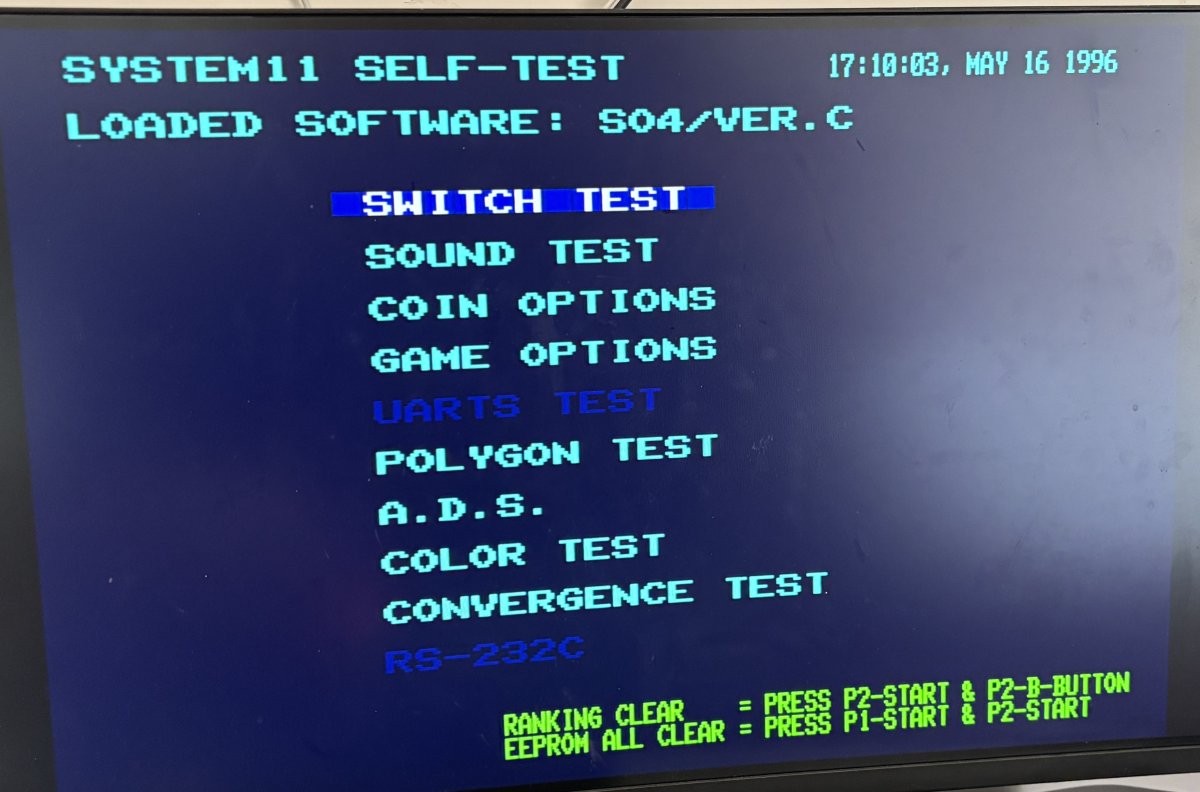 SYSTEM11 SELF-TEST
17:10:03, MAY 16 1996
LOADED SOFTWARE: SO4/VER.C
SWITCH TEST
SOUND TEST
COIN OPTIONS
GAME OPTIONS
UARTS TEST
POLYGON TEST
A.D.S.
COLOR TEST
CONVERGENCE TEST
RS-232C
RANKING CLEAR = PRESS P2-START & P2-B-BUTTON
EEPROM ALL CLEAR = PRESS P1-START & P2-START